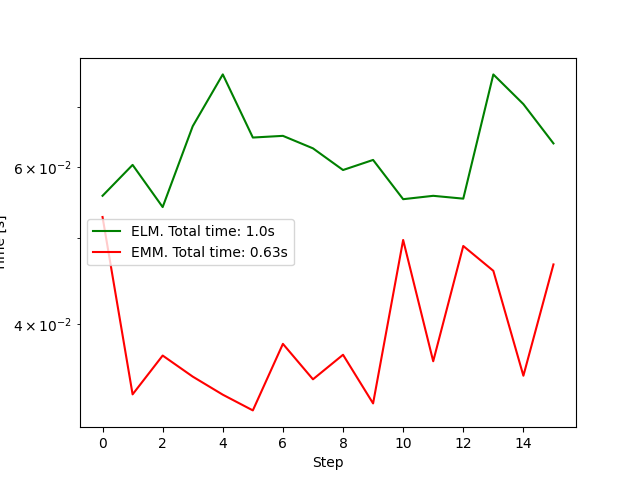 6 × 10⁻²
4 × 10⁻²
Time [s]
ELM. Total time: 1.0s
EMM. Total time: 0.63s
0 2 4 6 8 10 12 14
Step